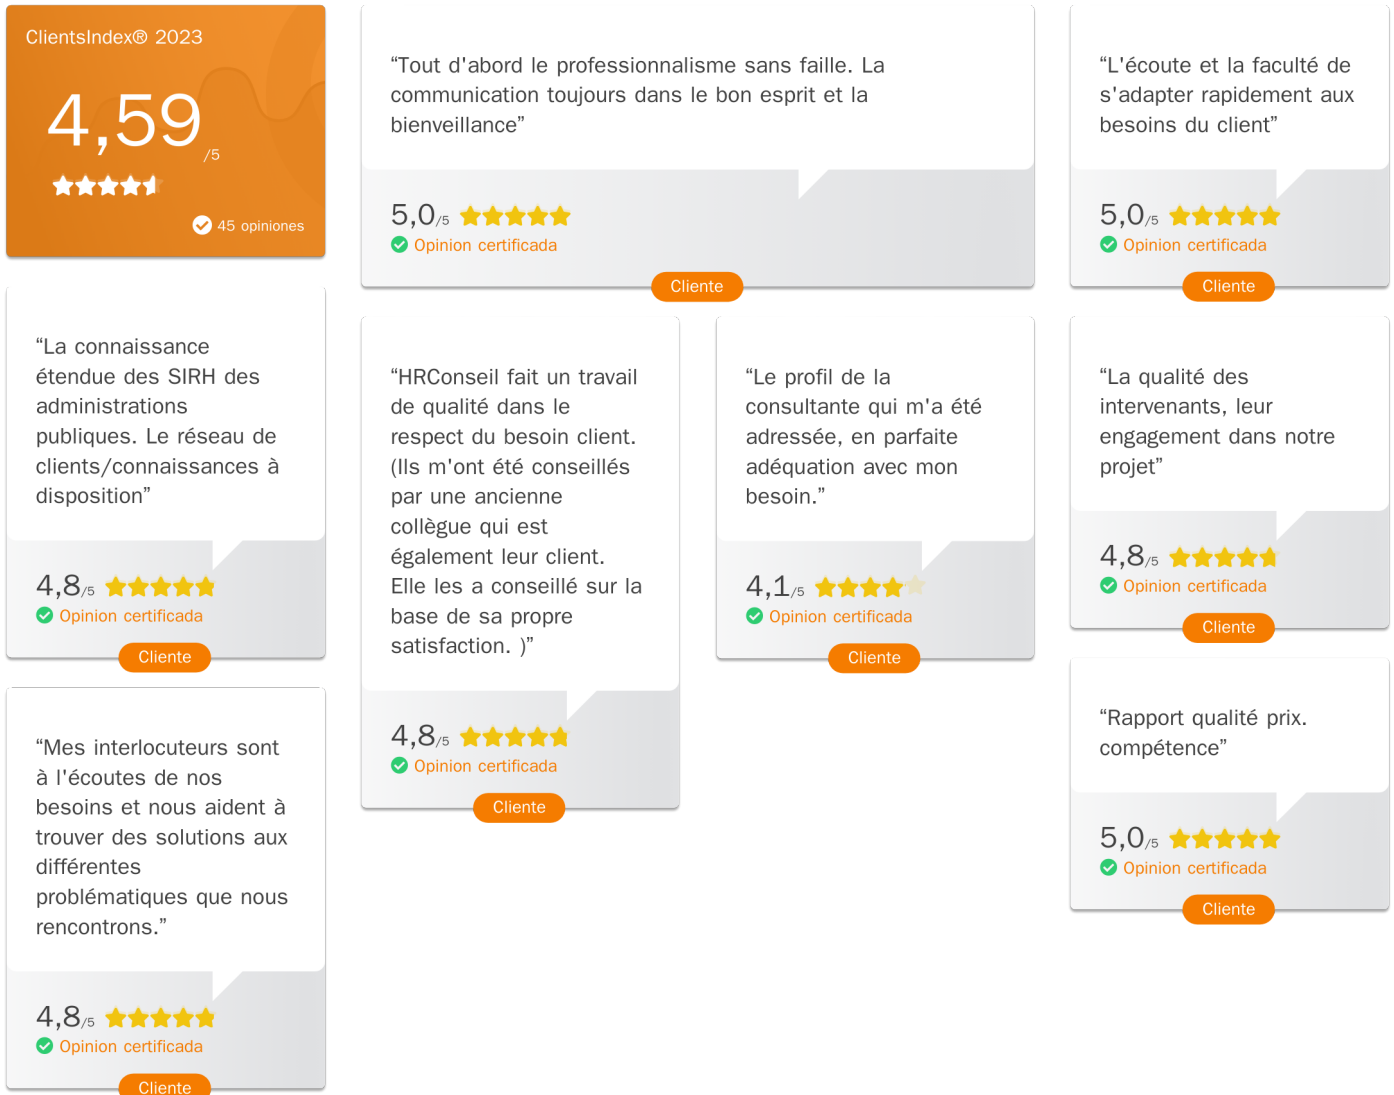 ClientsIndex® 2023
4,59
/5
45 opiniones
“Tout d'abord le professionnalisme sans faille. La
communication toujours dans le bon esprit et la
bienveillance”
5,0/5
Opinion certificada
Cliente
“L'écoute et la faculté de
s'adapter rapidement aux
besoins du client”
5,0/5
Opinion certificada
Cliente
“La connaissance
étendue des SIRH des
administrations
publiques. Le réseau de
clients/connaissances à
disposition”
4,8/5
Opinion certificada
Cliente
“HRConseil fait un travail
de qualité dans le
respect du besoin client.
(Ils m'ont été conseillés
par une ancienne
collègue qui est
également leur client.
Elle les a conseillé sur la
base de sa propre
satisfaction. )”
4,8/5
Opinion certificada
Cliente
“Le profil de la
consultante qui m'a été
adressée, en parfaite
adéquation avec mon
besoin.”
4,1/5
Opinion certificada
Cliente
“La qualité des
intervenants, leur
engagement dans notre
projet”
4,8/5
Opinion certificada
Cliente
“Mes interlocuteurs sont
à l'écoutes de nos
besoins et nous aident à
trouver des solutions aux
différentes
problématiques que nous
rencontrons.”
4,8/5
Opinion certificada
Cliente
“Rapport qualité prix.
compétence”
5,0/5
Opinion certificada
Cliente